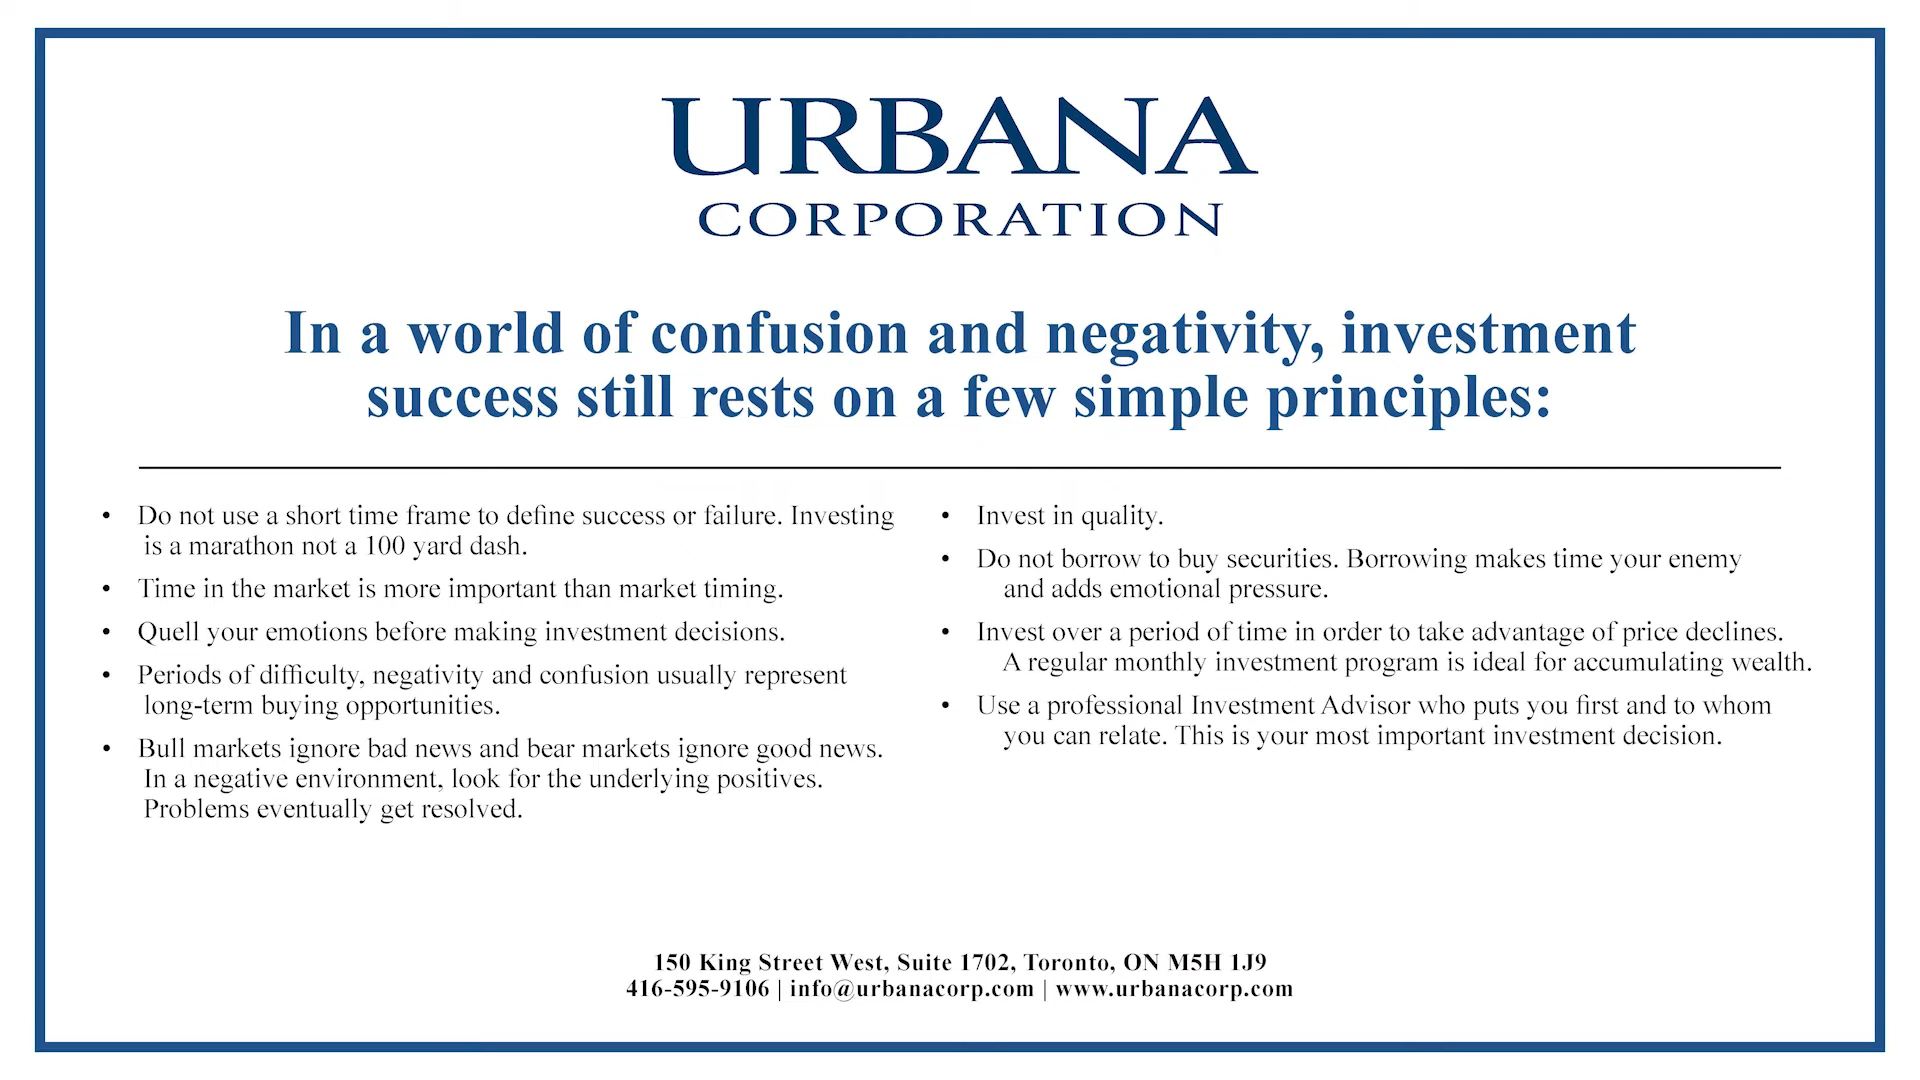 URBANA
CORPORATION
In a world of confusion and negativity, investment
success still rests on a few simple principles:
• Do not use a short time frame to define success or failure. Investing
is a marathon not a 100 yard dash.
• Time in the market is more important than market timing.
• Quell your emotions before making investment decisions.
• Periods of difficulty, negativity and confusion usually represent
long-term buying opportunities.
• Bull markets ignore bad news and bear markets ignore good news.
In a negative environment, look for the underlying positives.
Problems eventually get resolved.
• Invest in quality.
• Do not borrow to buy securities. Borrowing makes time your enemy
and adds emotional pressure.
• Invest over a period of time in order to take advantage of price declines.
A regular monthly investment program is ideal for accumulating wealth.
• Use a professional Investment Advisor who puts you first and to whom
you can relate. This is your most important investment decision.
150 King Street West, Suite 1702, Toronto, ON M5H 1J9
416-595-9106 | info@urbanacorp.com | www.urbanacorp.com